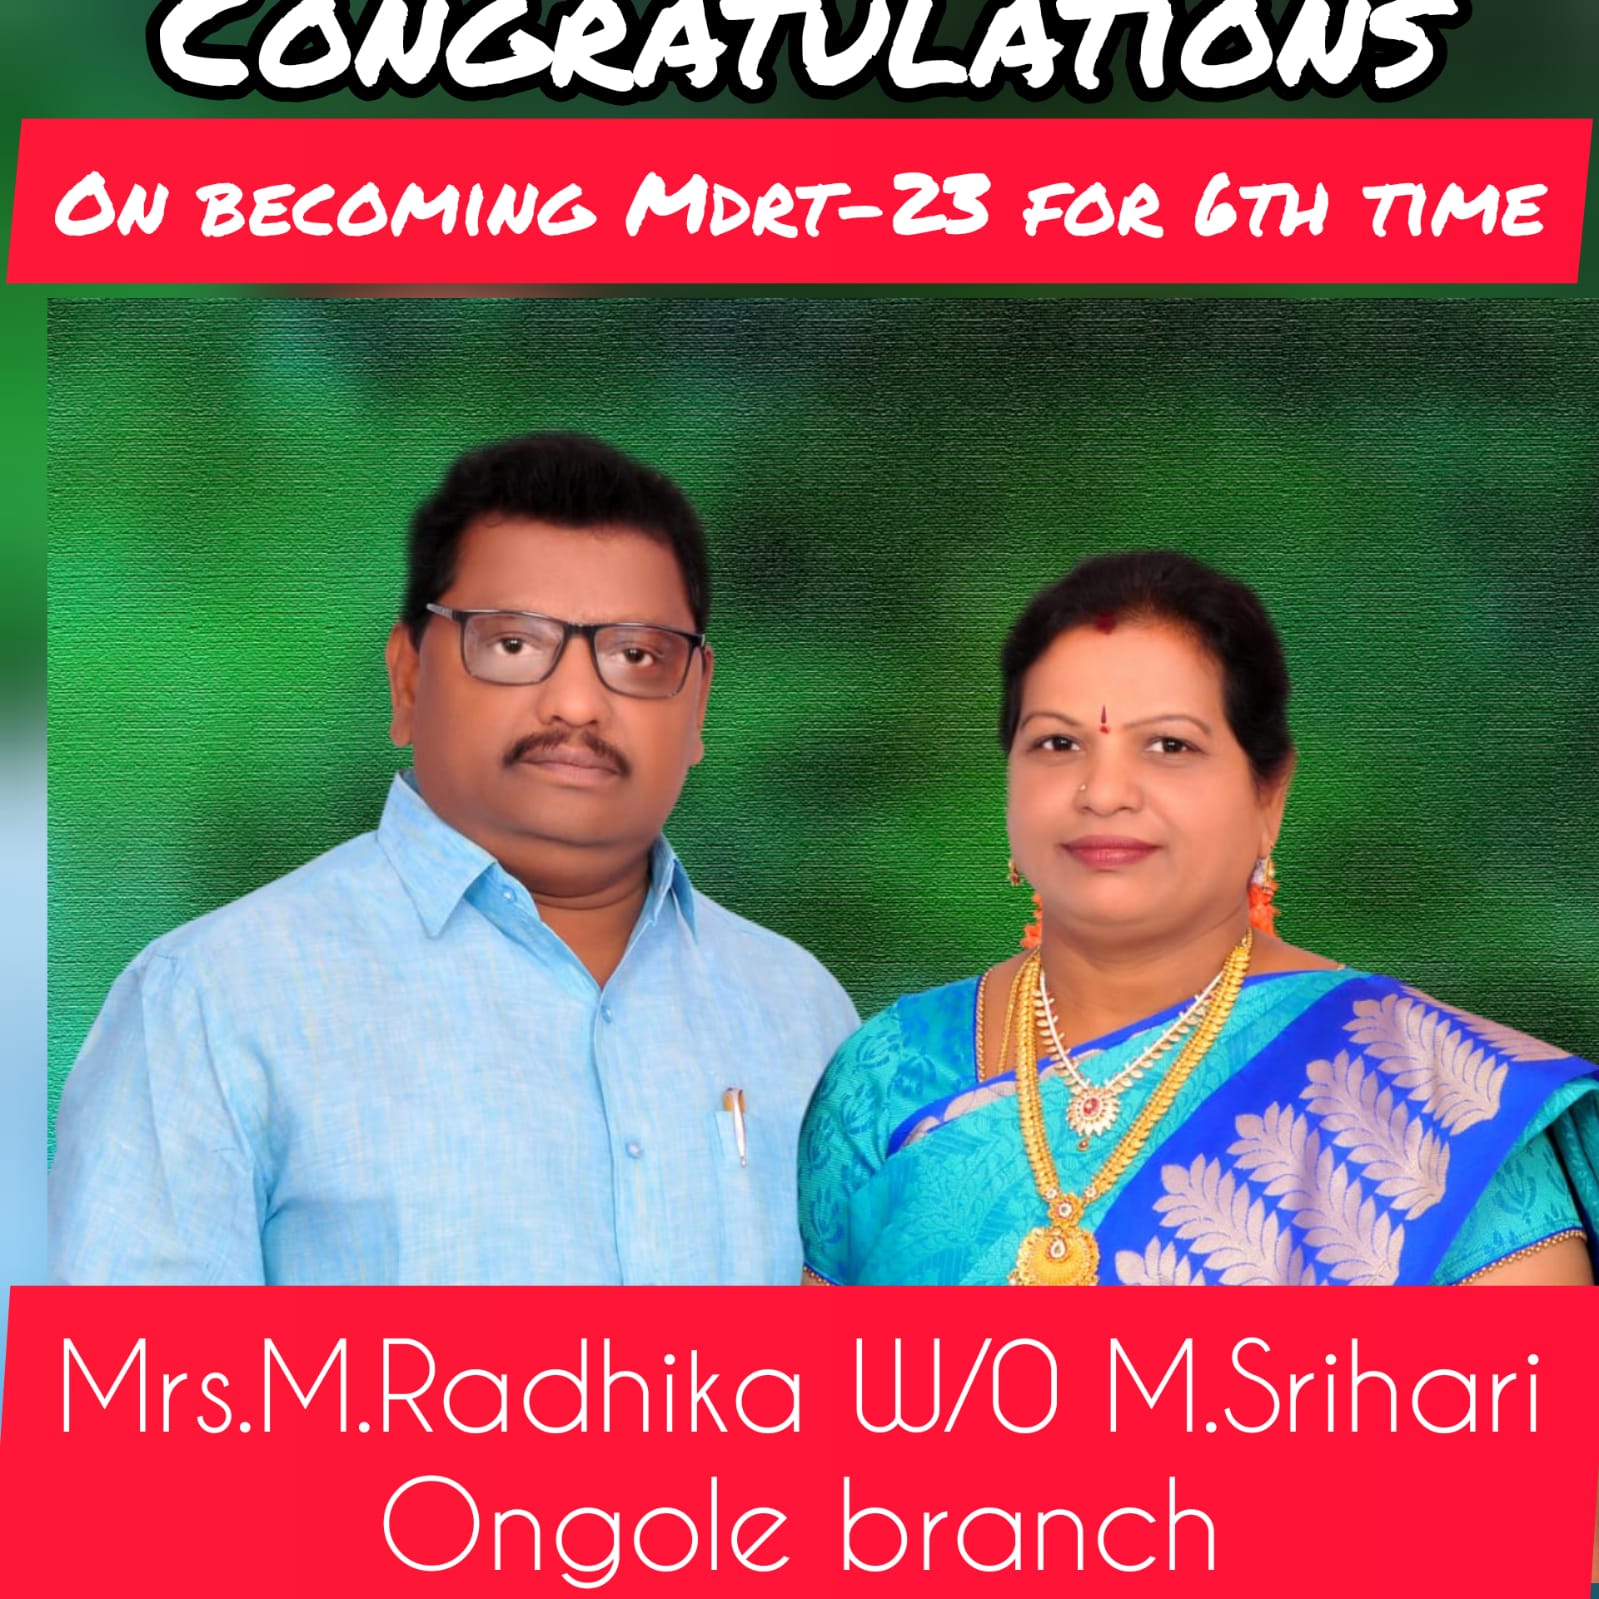 CONGRATULATIONS
ON BECOMING MDRT-23 FOR 6TH TIME
Mrs.M.Radhika W/O M.Srihari
Ongole branch